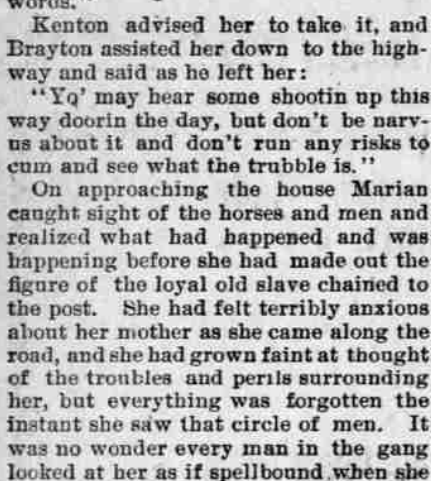 words."
Kenton advised her to take it, and
Brayton assisted her down to the high-
way and said as he left her:
"Yo' may hear some shootin up this
way doorin the day, but don't be narv-
us about it and don't run any risks to
cum and see what the trubble is."
On approaching the house Marian
caught sight of the horses and men and
realized what had happened and was
happening before she had made out the
figure of the loyal old slave chained to
the post. She had felt terribly anxious
about her mother as she came along the
road, and she had grown faint at thought
of the troubles and perils surrounding
her, but everything was forgotten the
instant she saw that circle of men. It
was no wonder every man in the gang
looked at her as if spellbound when she